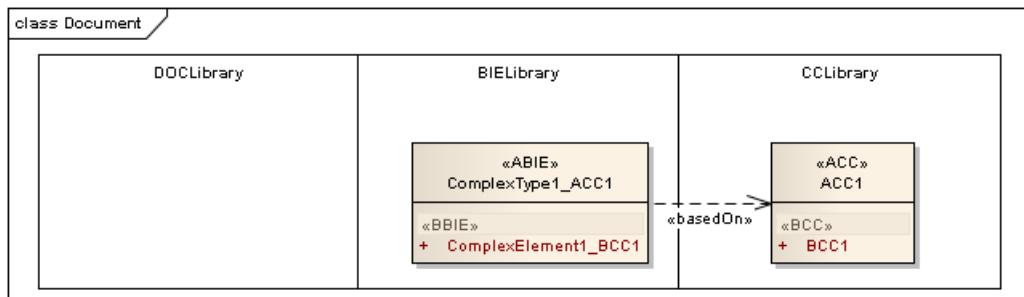 class Document
DOCLibrary
BIELibrary
CCLibrary
«ABIE»
ComplexType1_ACC1
«BBIE»
+ ComplexElement1_BCC1
«basedOn»
«ACC»
ACC1
«BCC»
+ BCC1